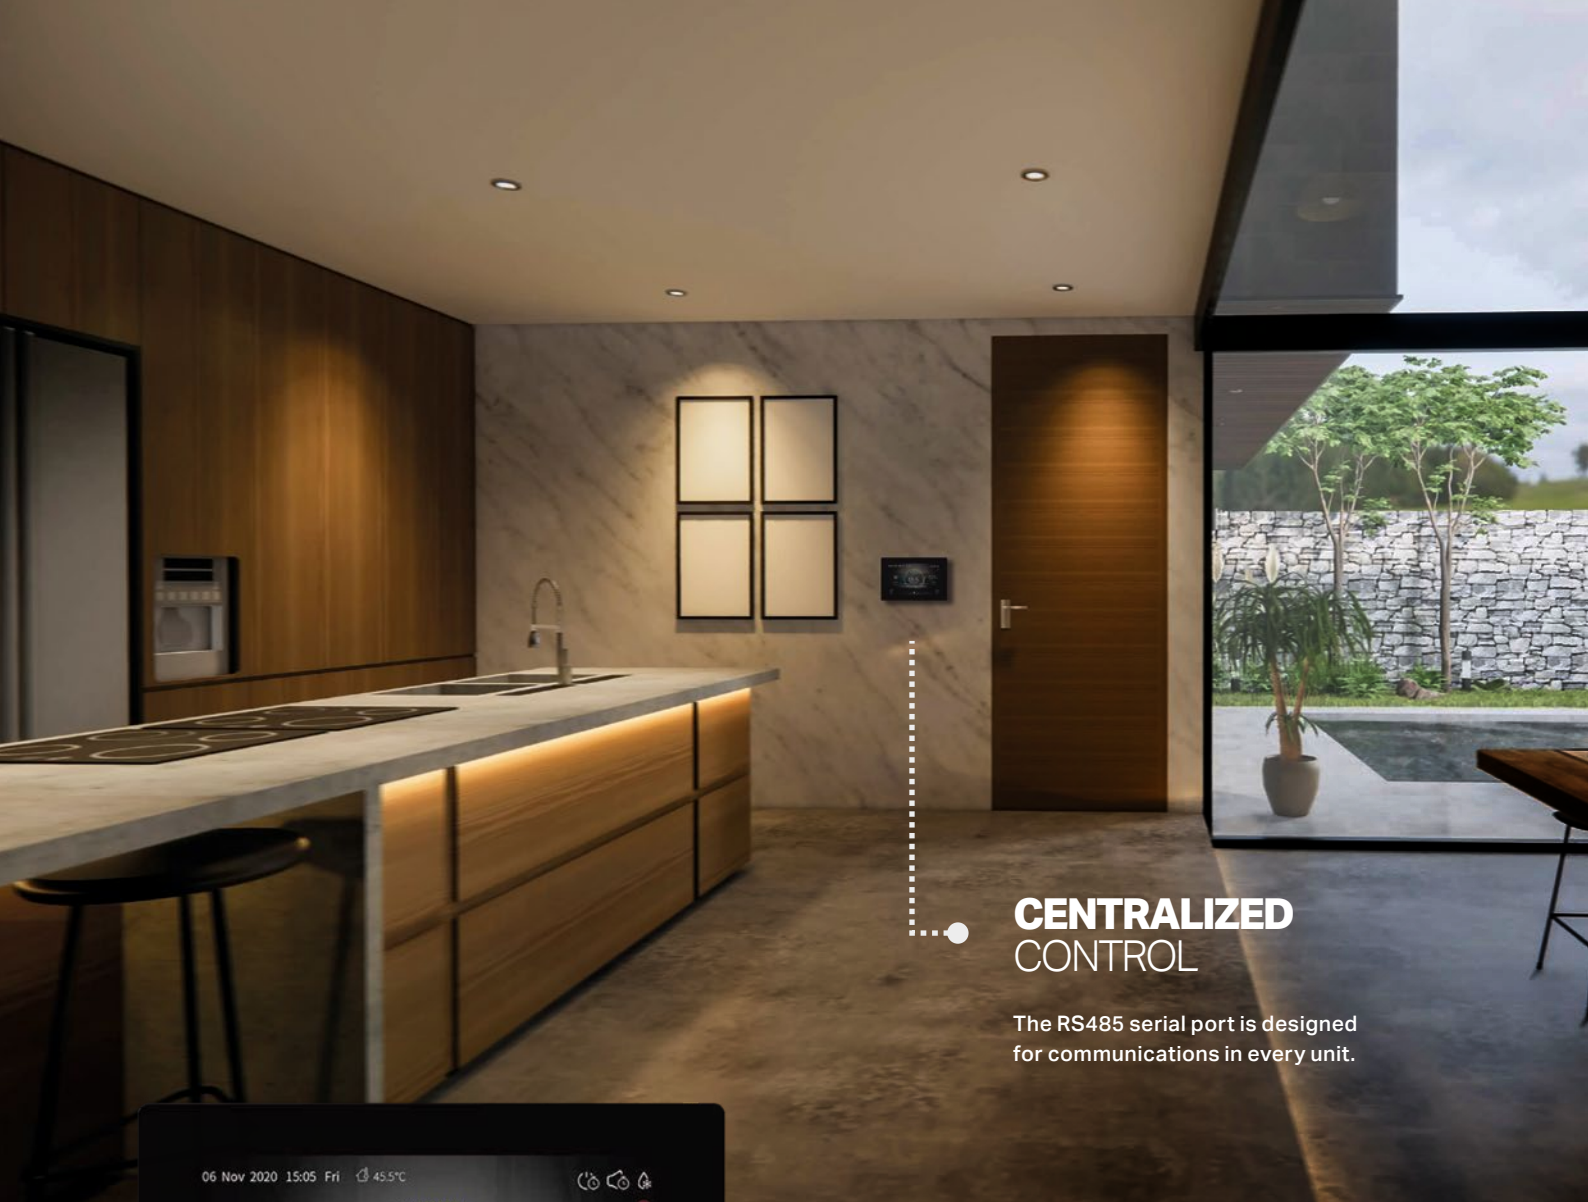 CENTRALIZED
CONTROL
The RS485 serial port is designed
for communications in every unit.
06 Nov 2020 15:05 Fri 45.5°C